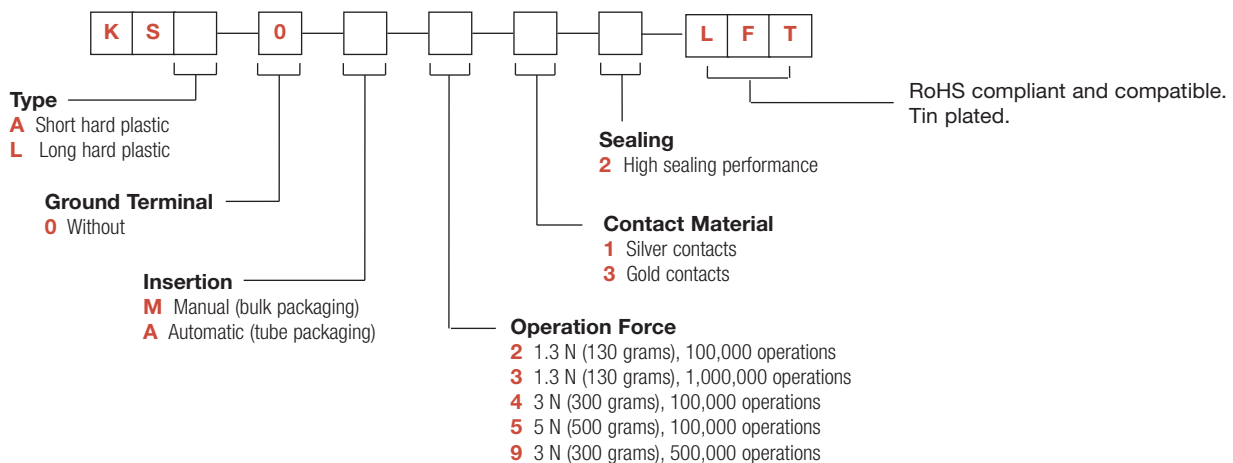 K S 0 L F T
Type
A Short hard plastic
L Long hard plastic
Ground Terminal
0 Without
Insertion
M Manual (bulk packaging)
A Automatic (tube packaging)
Operation Force
2 1.3 N (130 grams), 100,000 operations
3 1.3 N (130 grams), 1,000,000 operations
4 3 N (300 grams), 100,000 operations
5 5 N (500 grams), 100,000 operations
9 3 N (300 grams), 500,000 operations
Contact Material
1 Silver contacts
3 Gold contacts
Sealing
2 High sealing performance
RoHS compliant and compatible.
Tin plated.